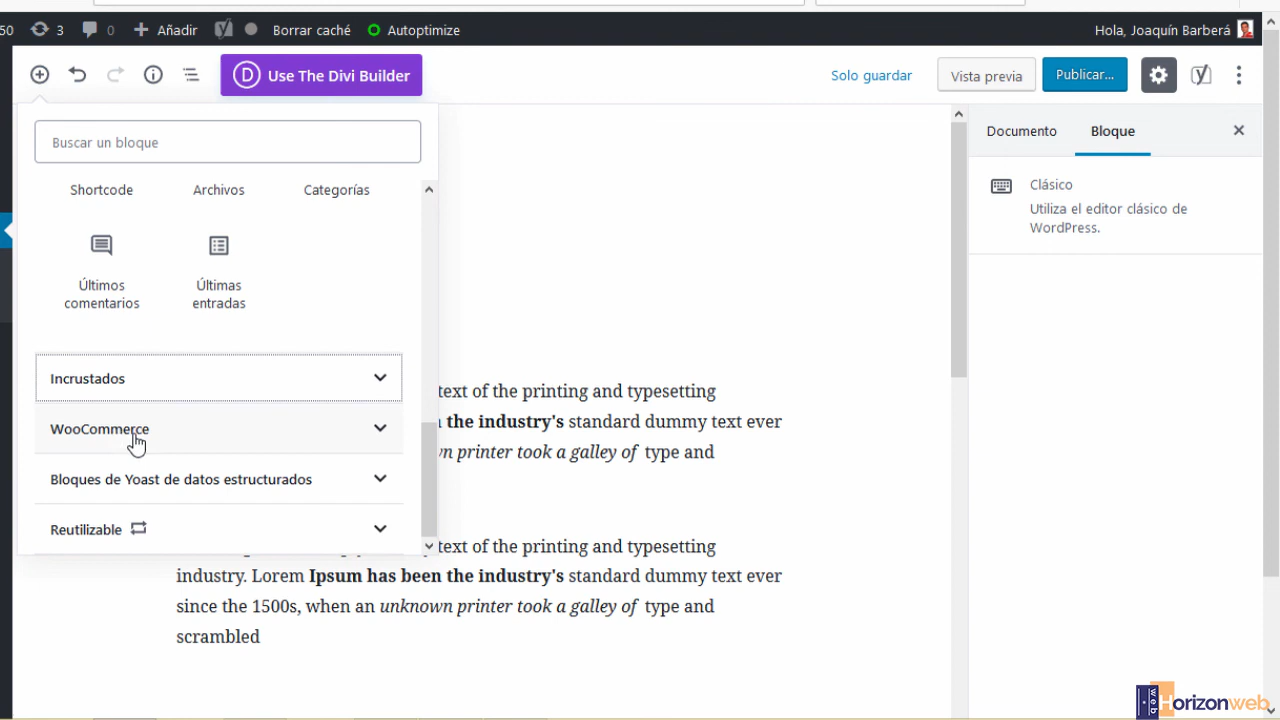 50 3 0 Añadir Borrar caché Autoptimize Hola, Joaquín Barberá
D Use The Divi Builder Solo guardar Vista previa Publicar...
Buscar un bloque
Shortcode Archivos Categorías
Últimos comentarios
Últimas entradas
Incrustados
WooCommerce
Bloques de Yoast de datos estructurados
Reutilizable
Documento Bloque
Clásico
Utiliza el editor clásico de
WordPress.
text of the printing and typesetting
the industry's standard dummy text ever
printer took a galley of type and
text of the printing and typesetting
industry. Lorem Ipsum has been the industry's standard dummy text ever
since the 1500s, when an unknown printer took a galley of type and
scrambled
web Horizonweb